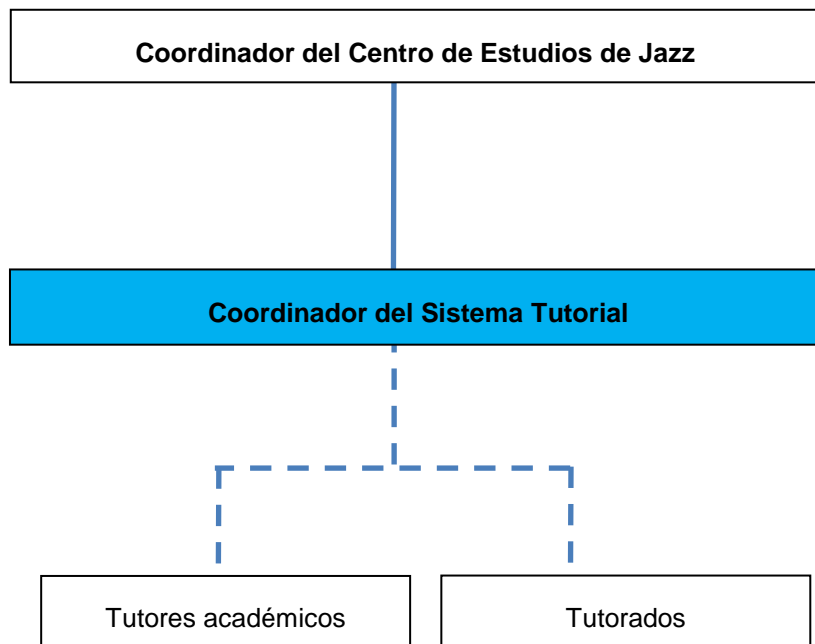 Coordinador del Centro de Estudios de Jazz
Coordinador del Sistema Tutorial
Tutores académicos
Tutorados